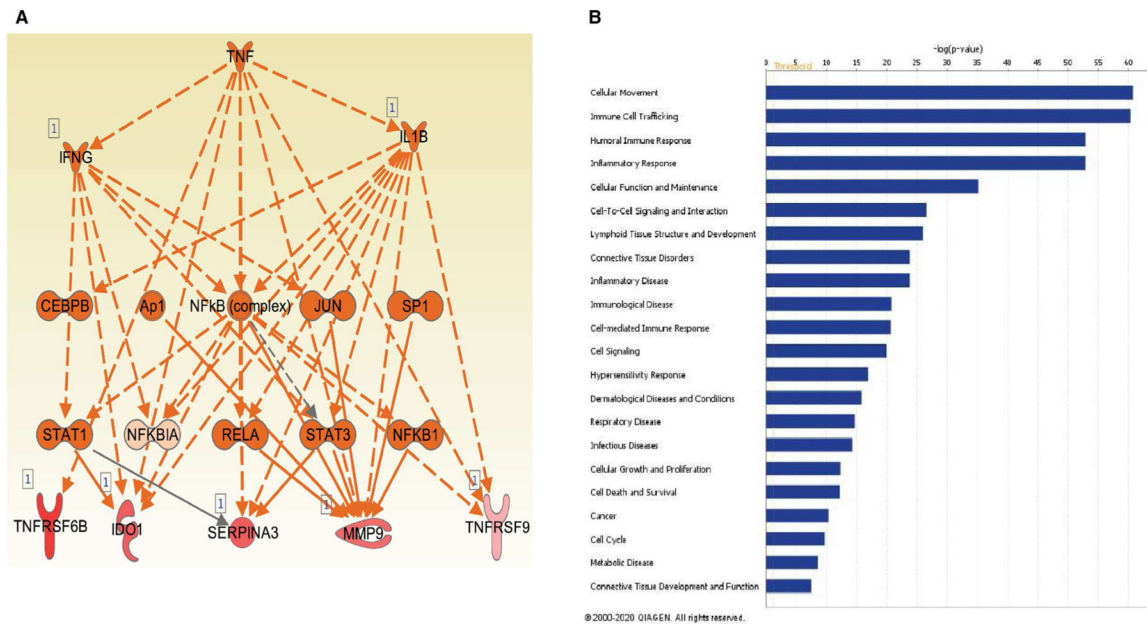 A
TNF
1
IL1B
1
IFNG
CEBPB
Ap1
NFkB (complex)
JUN
SP1
STAT1
NFKBIA
RELA
STAT3
NFKB1
1
TNFRSF6B
1
IDO1
1
SERPINA3
1
MMP9
1
TNFRSF9
B
-log(p-value)
0 5 10 15 20 25 30 35 40 45 50 55 60
Threshold
Cellular Movement
Immune Cell Trafficking
Humoral Immune Response
Inflammatory Response
Cellular Function and Maintenance
Cell-To-Cell Signaling and Interaction
Lymphoid Tissue Structure and Development
Connective Tissue Disorders
Inflammatory Disease
Immunological Disease
Cell-mediated Immune Response
Cell Signaling
Hypersensitivity Response
Dermatological Diseases and Conditions
Respiratory Disease
Infectious Diseases
Cellular Growth and Proliferation
Cell Death and Survival
Cancer
Cell Cycle
Metabolic Disease
Connective Tissue Development and Function
© 2000-2020 QIAGEN. All rights reserved.